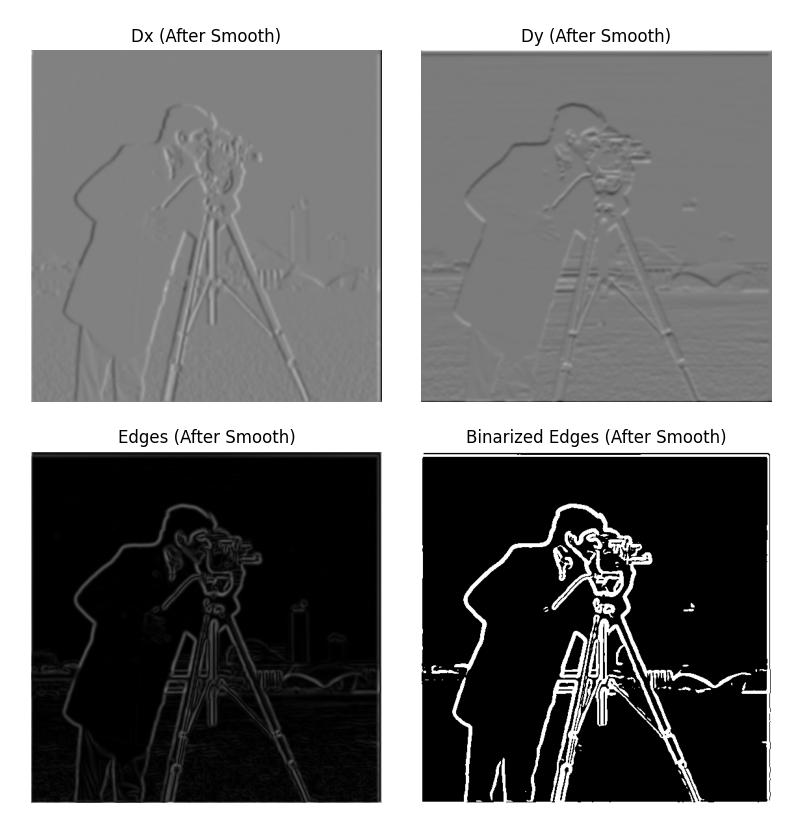 Dx (After Smooth)
Dy (After Smooth)
Edges (After Smooth)
Binarized Edges (After Smooth)